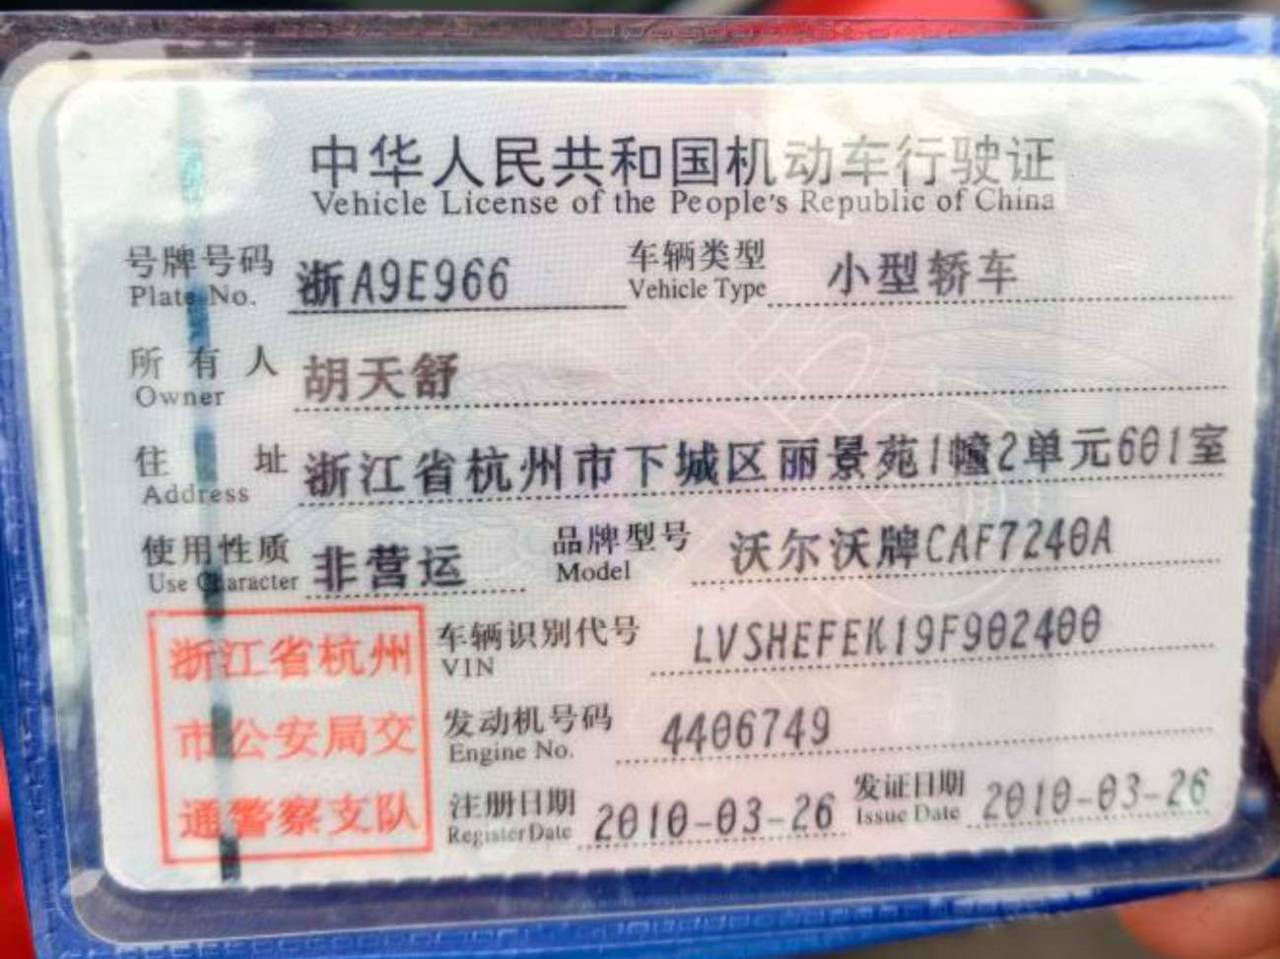 中华人民共和国机动车行驶证
Vehicle License of the People's Republic of China
号牌号码 浙A9E966 车辆类型 小型轿车
Plate No. Vehicle Type
所有人 胡天舒
Owner
住址 浙江省杭州市下城区丽景苑1幢2单元601室
Address
使用性质 非营运 品牌型号 沃尔沃牌CAF7240A
Use Character Model
车辆识别代号 LVSHEFEK19F902400
VIN
发动机号码 4406749
Engine No.
注册日期 2010-03-26 发证日期 2010-03-26
Register Date Issue Date
浙江省杭州
市公安局交
通警察支队